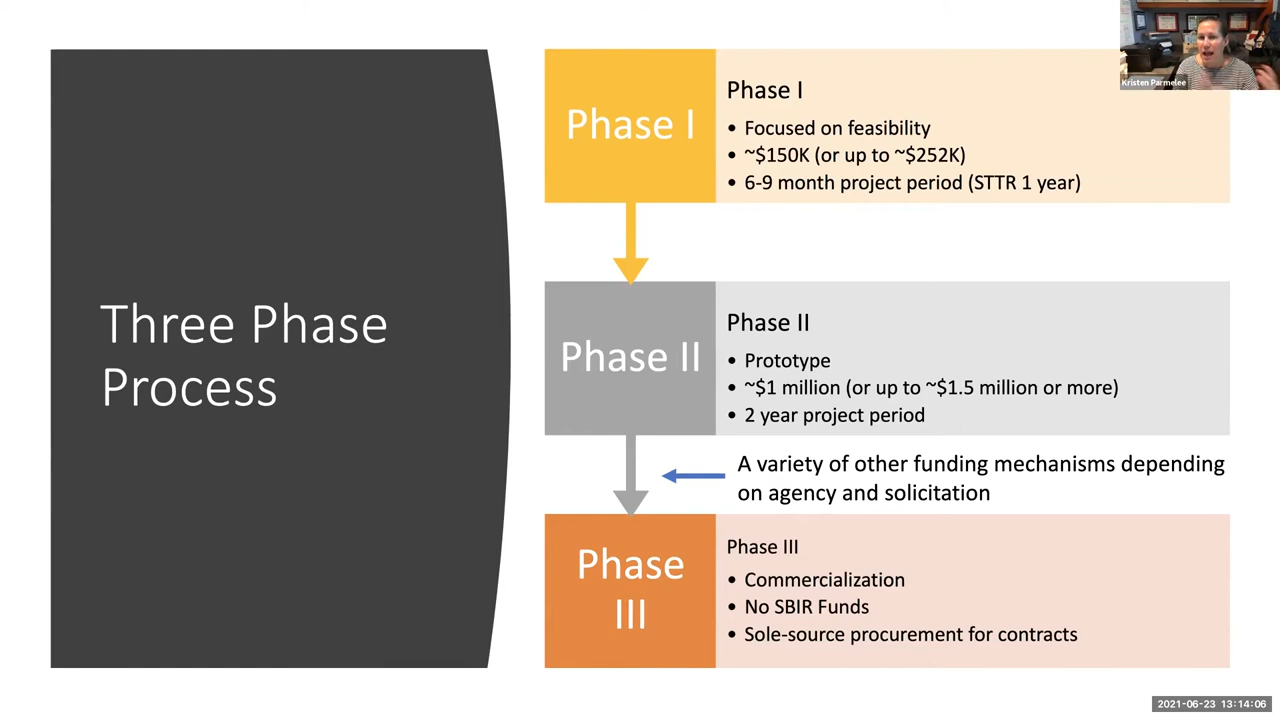 Three Phase
Process
Phase I
Phase I
• Focused on feasibility
• ~$150K (or up to ~$252K)
• 6-9 month project period (STTR 1 year)
Phase II
Phase II
• Prototype
• ~$1 million (or up to ~$1.5 million or more)
• 2 year project period
A variety of other funding mechanisms depending
on agency and solicitation
Phase
III
Phase III
• Commercialization
• No SBIR Funds
• Sole-source procurement for contracts
Kristen Parmelee
2021-06-23 13:14:06